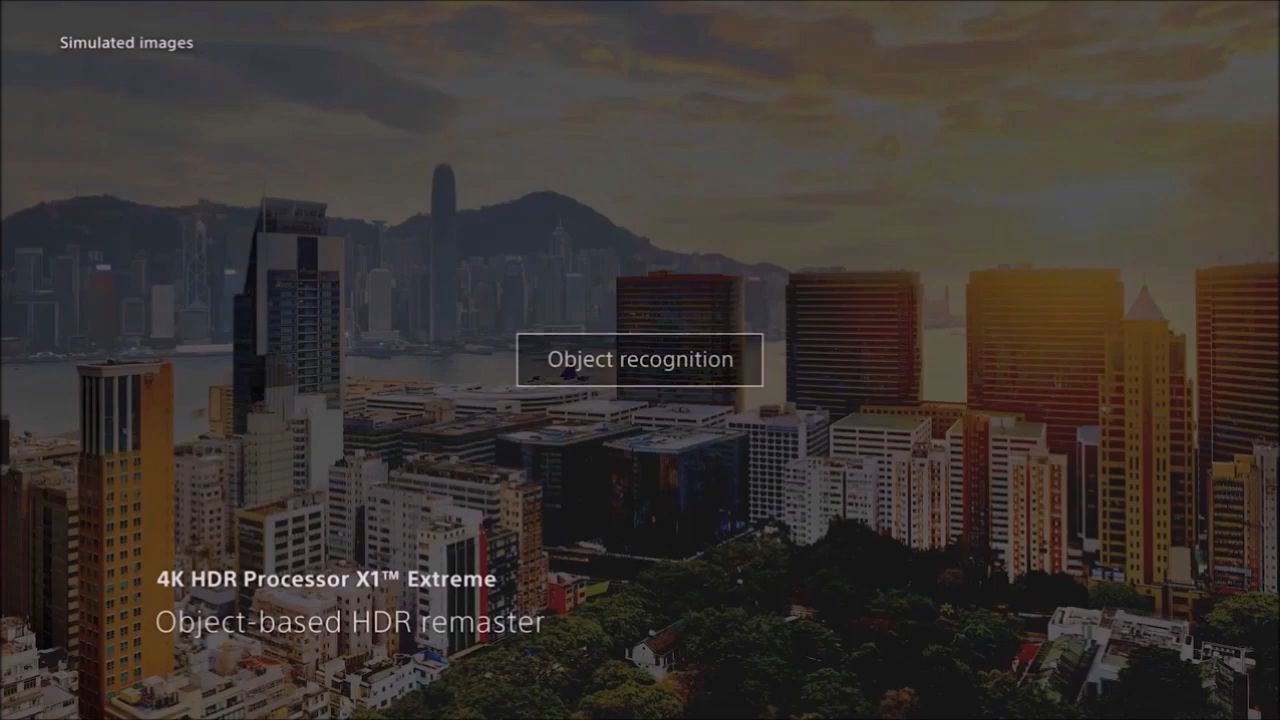 Simulated images
Object recognition
4K HDR Processor X1™ Extreme
Object-based HDR remaster